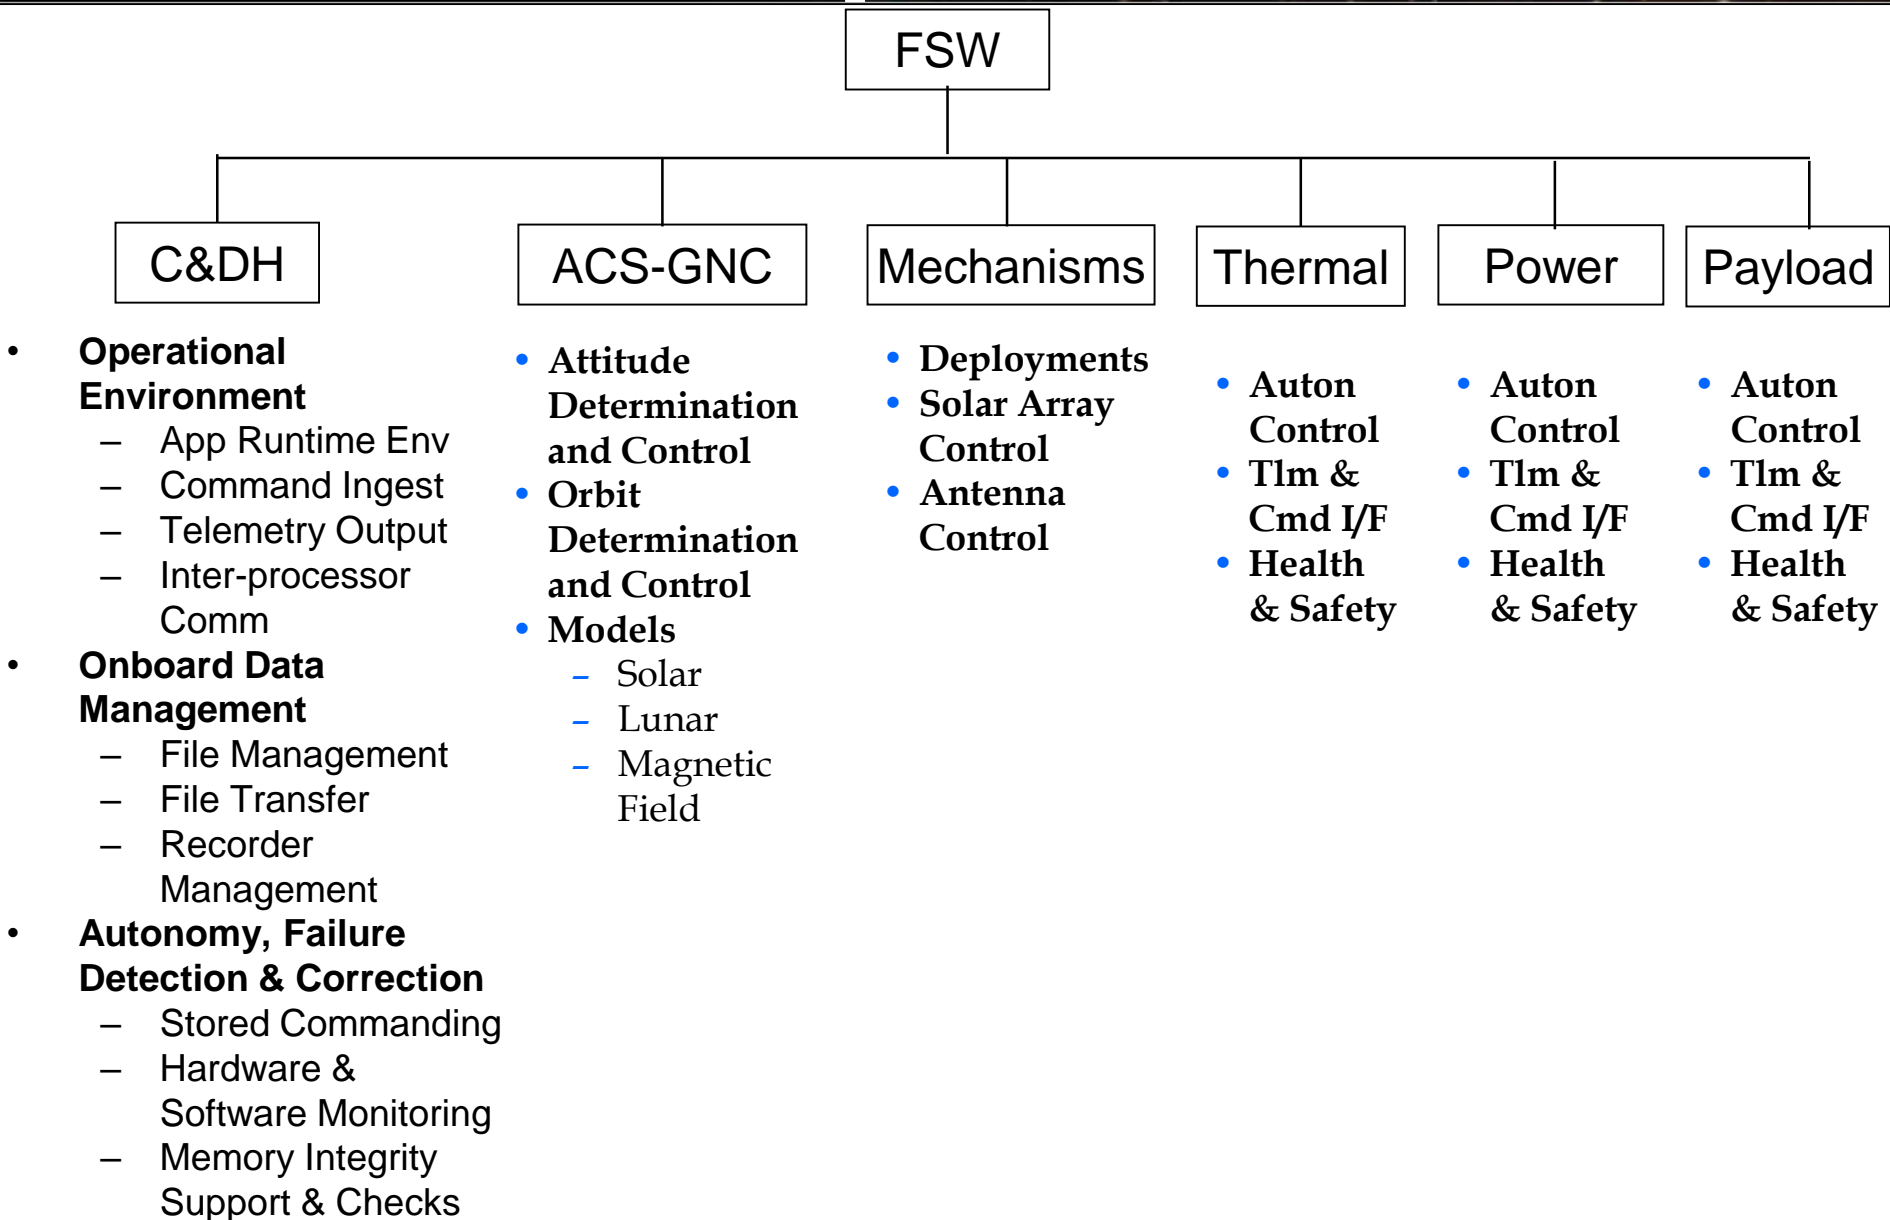 FSW
C&DH
ACS-GNC
Mechanisms
Thermal
Power
Payload
• Operational
Environment
– App Runtime Env
– Command Ingest
– Telemetry Output
– Inter-processor
Comm
• Onboard Data
Management
– File Management
– File Transfer
– Recorder
Management
• Autonomy, Failure
Detection & Correction
– Stored Commanding
– Hardware &
Software Monitoring
– Memory Integrity
Support & Checks
• Attitude
Determination
and Control
• Orbit
Determination
and Control
• Models
– Solar
– Lunar
– Magnetic
Field
• Deployments
• Solar Array
Control
• Antenna
Control
• Auton
Control
• Tlm &
Cmd I/F
• Health
& Safety
• Auton
Control
• Tlm &
Cmd I/F
• Health
& Safety
• Auton
Control
• Tlm &
Cmd I/F
• Health
& Safety